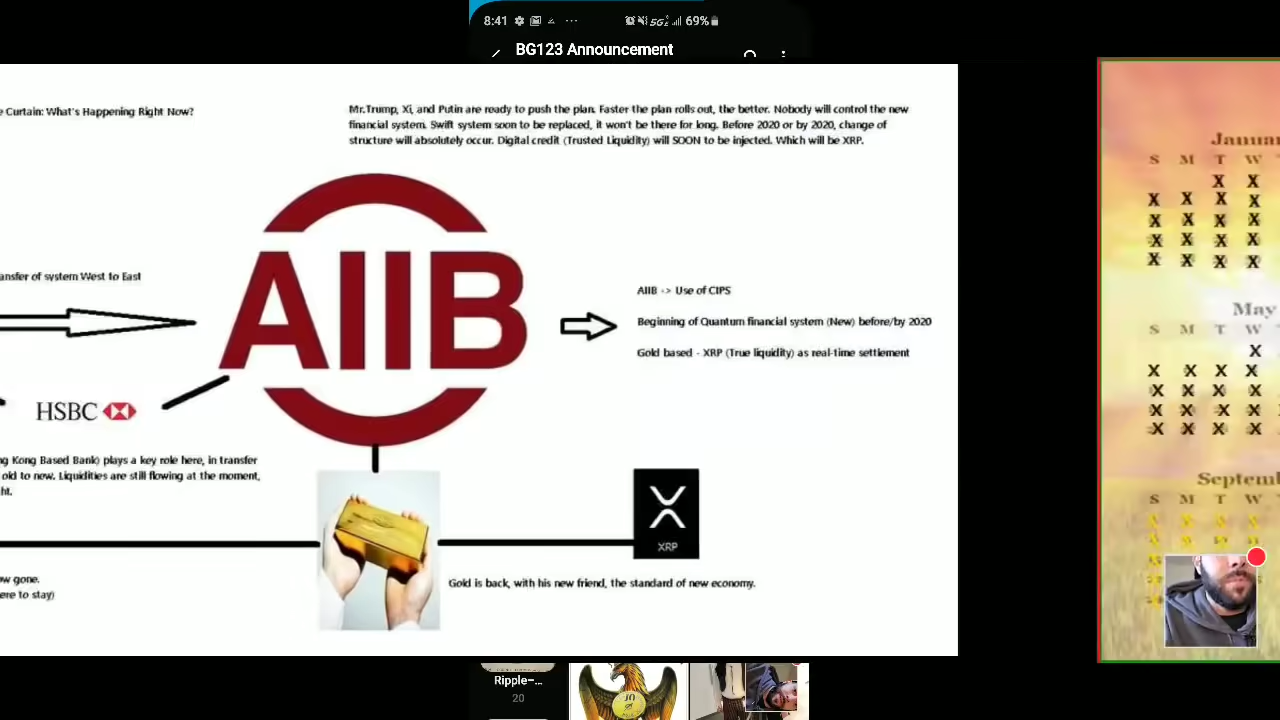 8:41
5G
69%
BG123 Announcement
Curtain: What's Happening Right Now?
Mr.Trump, Xi, and Putin are ready to push the plan. Faster the plan rolls out, the better. Nobody will control the new
financial system. Swift system soon to be replaced, it won't be there for long. Before 2020 or by 2020, change of
structure will absolutely occur. Digital credit (Trusted Liquidity) will SOON to be injected. Which will be XRP.
ansfer of system West to East
AIIB
AIIB -> Use of CIPS
Beginning of Quantum financial system (New) before/by 2020
Gold based - XRP (True liquidity) as real-time settlement
HSBC
ng Kong Based Bank) plays a key role here, in transfer
old to now. Liquidities are still flowing at the moment,
ht.
XRP
ow gone.
ere to stay)
Gold is back, with his new friend, the standard of new economy.
Ripple-...
20
Januar
S M T W
X X
X X X X
X X X X
X X X X
X X X X
May
S M T W
X
X X X X
X X X X
X X X X
X X X X
Septemb
S M T W